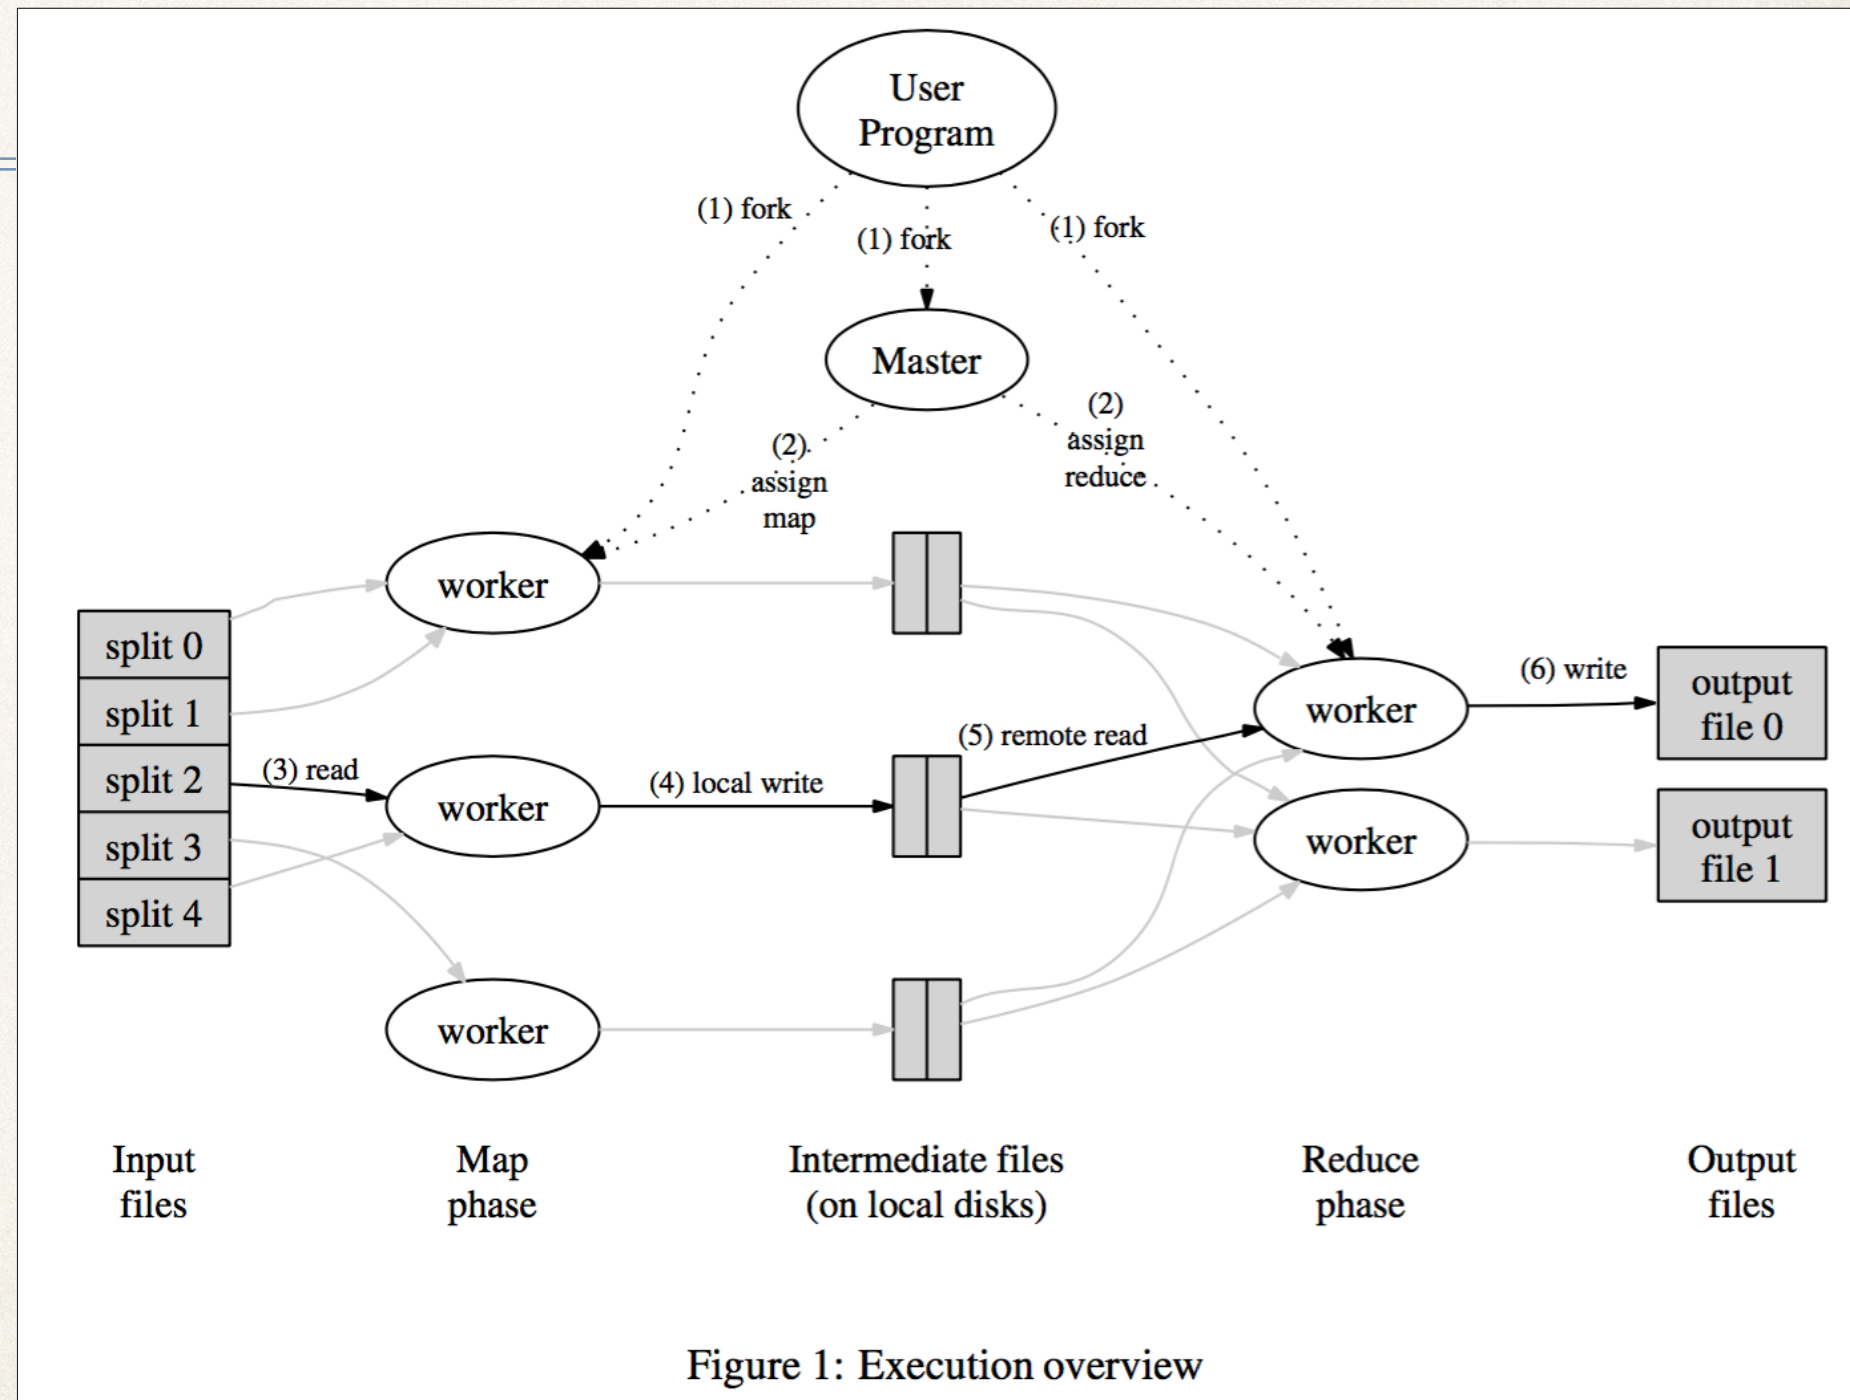 User
Program
(1) fork
(1) fork
(1) fork
Master
(2)
assign
map
(2)
assign
reduce
worker
split 0
split 1
split 2
split 3
split 4
(3) read
worker
(4) local write
worker
(5) remote read
worker
worker
(6) write
output
file 0
output
file 1
Input
files
Map
phase
Intermediate files
(on local disks)
Reduce
phase
Output
files
Figure 1: Execution overview